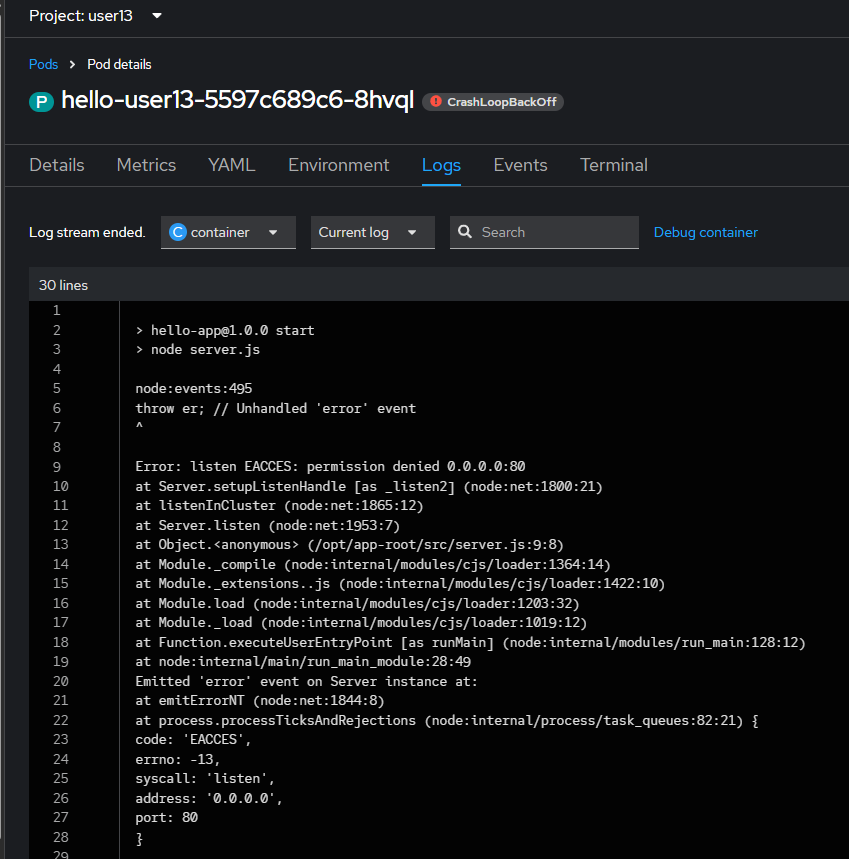 Project: user13
Pods > Pod details
P hello-user13-5597c689c6-8hvql CrashLoopBackOff
Details Metrics YAML Environment Logs Events Terminal
Log stream ended. C container Current log Search Debug container
30 lines
1
2 > hello-app@1.0.0 start
3 > node server.js
4
5 node:events:495
6 throw er; // Unhandled 'error' event
7 ^
8
9 Error: listen EACCES: permission denied 0.0.0.0:80
10 at Server.setupListenHandle [as _listen2] (node:net:1800:21)
11 at listenInCluster (node:net:1865:12)
12 at Server.listen (node:net:1953:7)
13 at Object.<anonymous> (/opt/app-root/src/server.js:9:8)
14 at Module._compile (node:internal/modules/cjs/loader:1364:14)
15 at Module._extensions..js (node:internal/modules/cjs/loader:1422:10)
16 at Module.load (node:internal/modules/cjs/loader:1203:32)
17 at Module._load (node:internal/modules/cjs/loader:1019:12)
18 at Function.executeUserEntryPoint [as runMain] (node:internal/modules/run_main:128:12)
19 at node:internal/main/run_main_module:28:49
20 Emitted 'error' event on Server instance at:
21 at emitErrorNT (node:net:1844:8)
22 at process.processTicksAndRejections (node:internal/process/task_queues:82:21) {
23 code: 'EACCES',
24 errno: -13,
25 syscall: 'listen',
26 address: '0.0.0.0',
27 port: 80
28 }
29